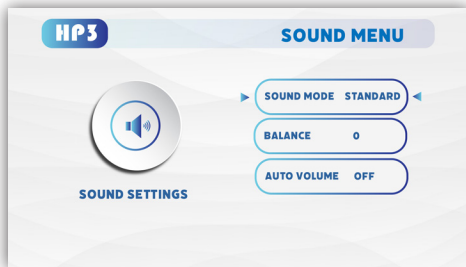 HP3
SOUND MENU
SOUND MODE STANDARD
BALANCE 0
AUTO VOLUME OFF
SOUND SETTINGS